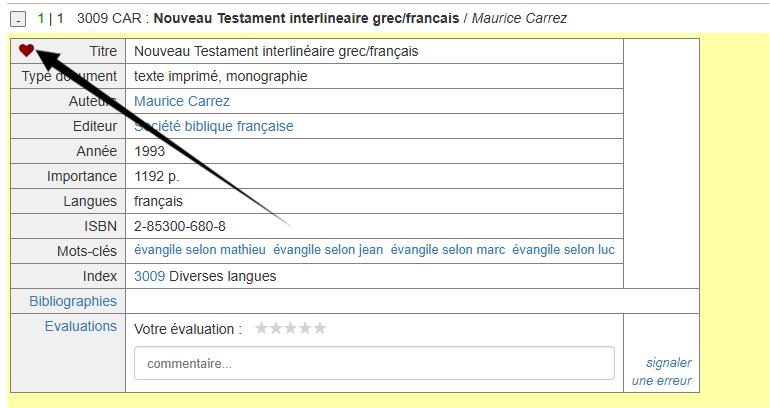 - 1 | 1 3009 CAR : Nouveau Testament interlineaire grec/francais / Maurice Carrez
Titre Nouveau Testament interlinéaire grec/français
Type document texte imprimé, monographie
Auteurs Maurice Carrez
Editeur Société biblique française
Année 1993
Importance 1192 p.
Langues français
ISBN 2-85300-680-8
Mots-clés évangile selon mathieu évangile selon jean évangile selon marc évangile selon luc
Index 3009 Diverses langues
Bibliographies
Evaluations Votre évaluation :
commentaire...
signaler
une erreur